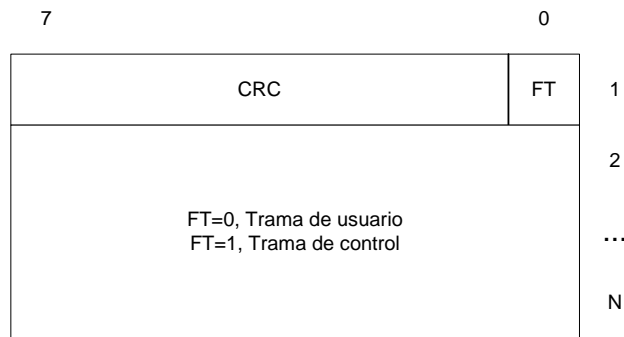 7 0
CRC FT 1
2
FT=0, Trama de usuario
FT=1, Trama de control
...
N